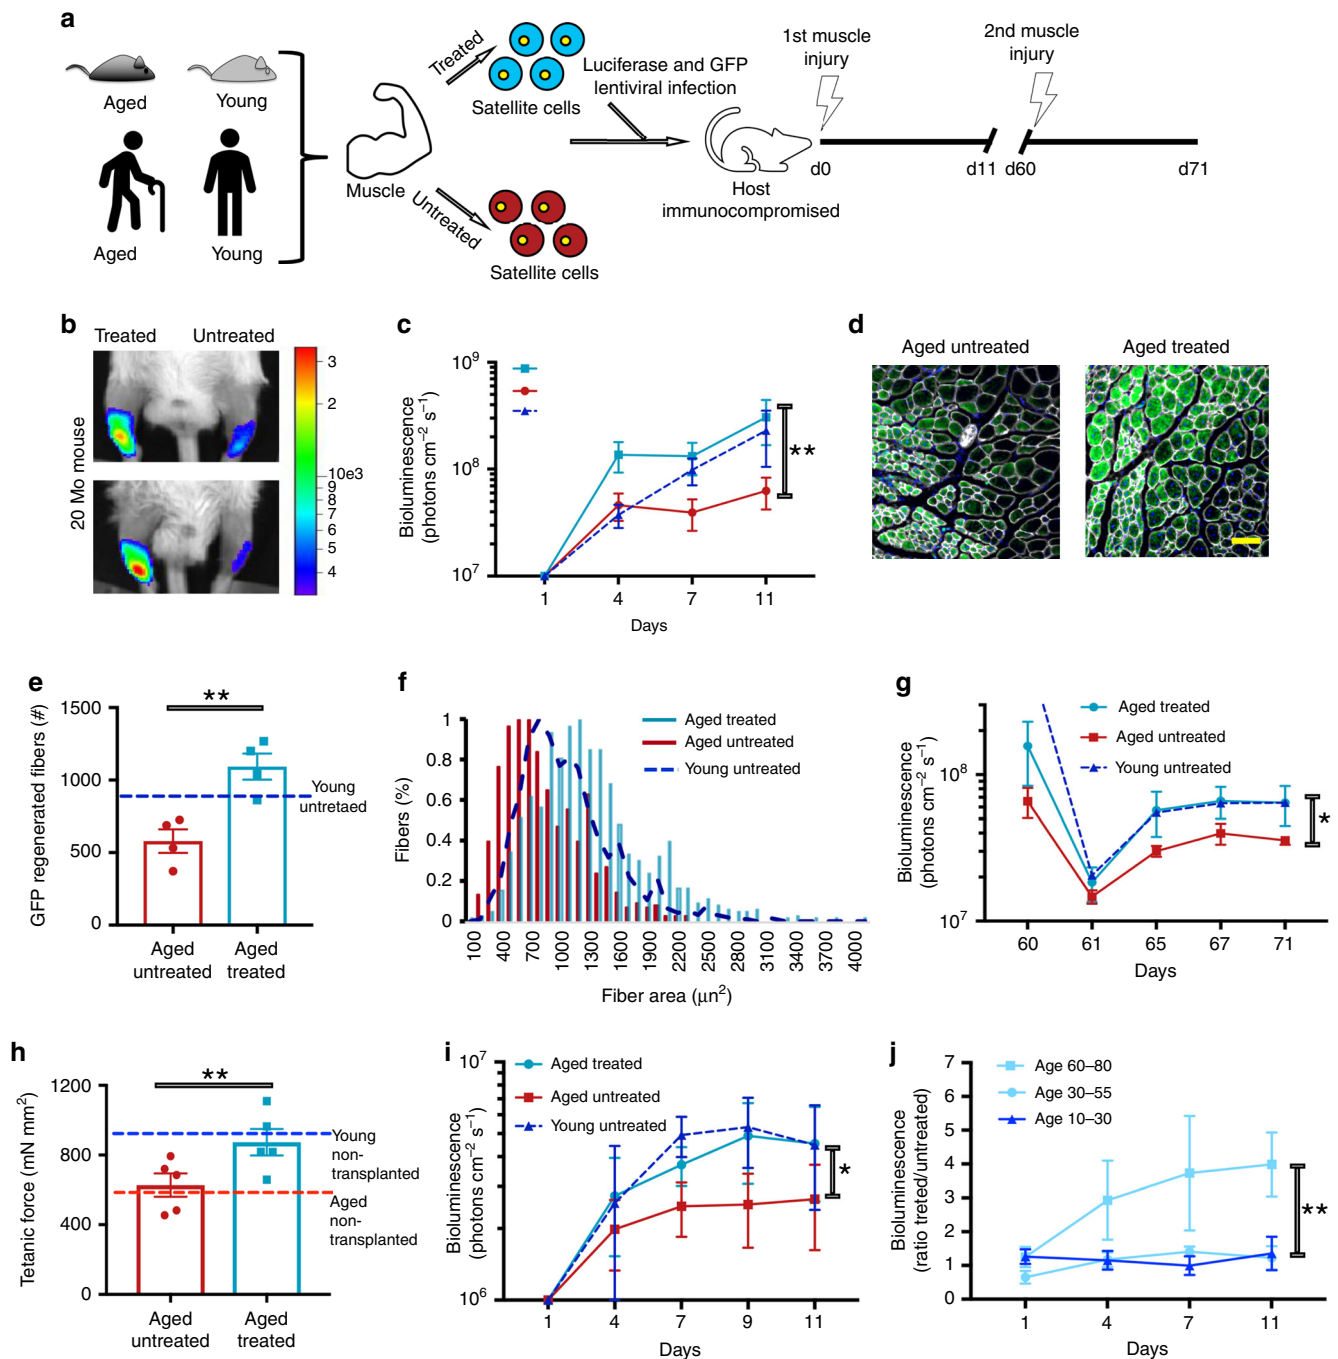 a
Aged
Young
Aged
Young
Muscle
Treated
Untreated
Satellite cells
Satellite cells
Luciferase and GFP
lentiviral infection
Host
immunocompromised
1st muscle
injury
2nd muscle
injury
d0
d11
d60
d71
b
Treated
Untreated
20 Mo mouse
3
2
10e3
9
8
7
6
5
4
c
Bioluminescence
(photons cm⁻² s⁻¹)
10⁹
10⁸
10⁷
1
4
7
11
Days
**
d
Aged untreated
Aged treated
e
GFP regenerated fibers (#)
1500
1000
500
0
**
Young
untretaed
Aged
untreated
Aged
treated
f
Fibers (%)
1
0.8
0.6
0.4
0.2
0
Aged treated
Aged untreated
Young untreated
100
400
700
1000
1300
1600
1900
2200
2500
2800
3100
3400
3700
4000
Fiber area (μn²)
g
Bioluminescence
(photons cm⁻² s⁻¹)
10⁸
10⁷
Aged treated
Aged untreated
Young untreated
*
60
61
65
67
71
Days
h
Tetanic force (mN mm²)
1200
800
400
0
**
Young
non-
transplanted
Aged
non-
transplanted
Aged
untreated
Aged
treated
i
Bioluminescence
(photons cm⁻² s⁻¹)
10⁷
10⁶
Aged treated
Aged untreated
Young untreated
*
1
4
7
9
11
Days
j
Bioluminescence
(ratio treted/untreated)
7
6
5
4
3
2
1
0
Age 60–80
Age 30–55
Age 10–30
**
1
4
7
11
Days